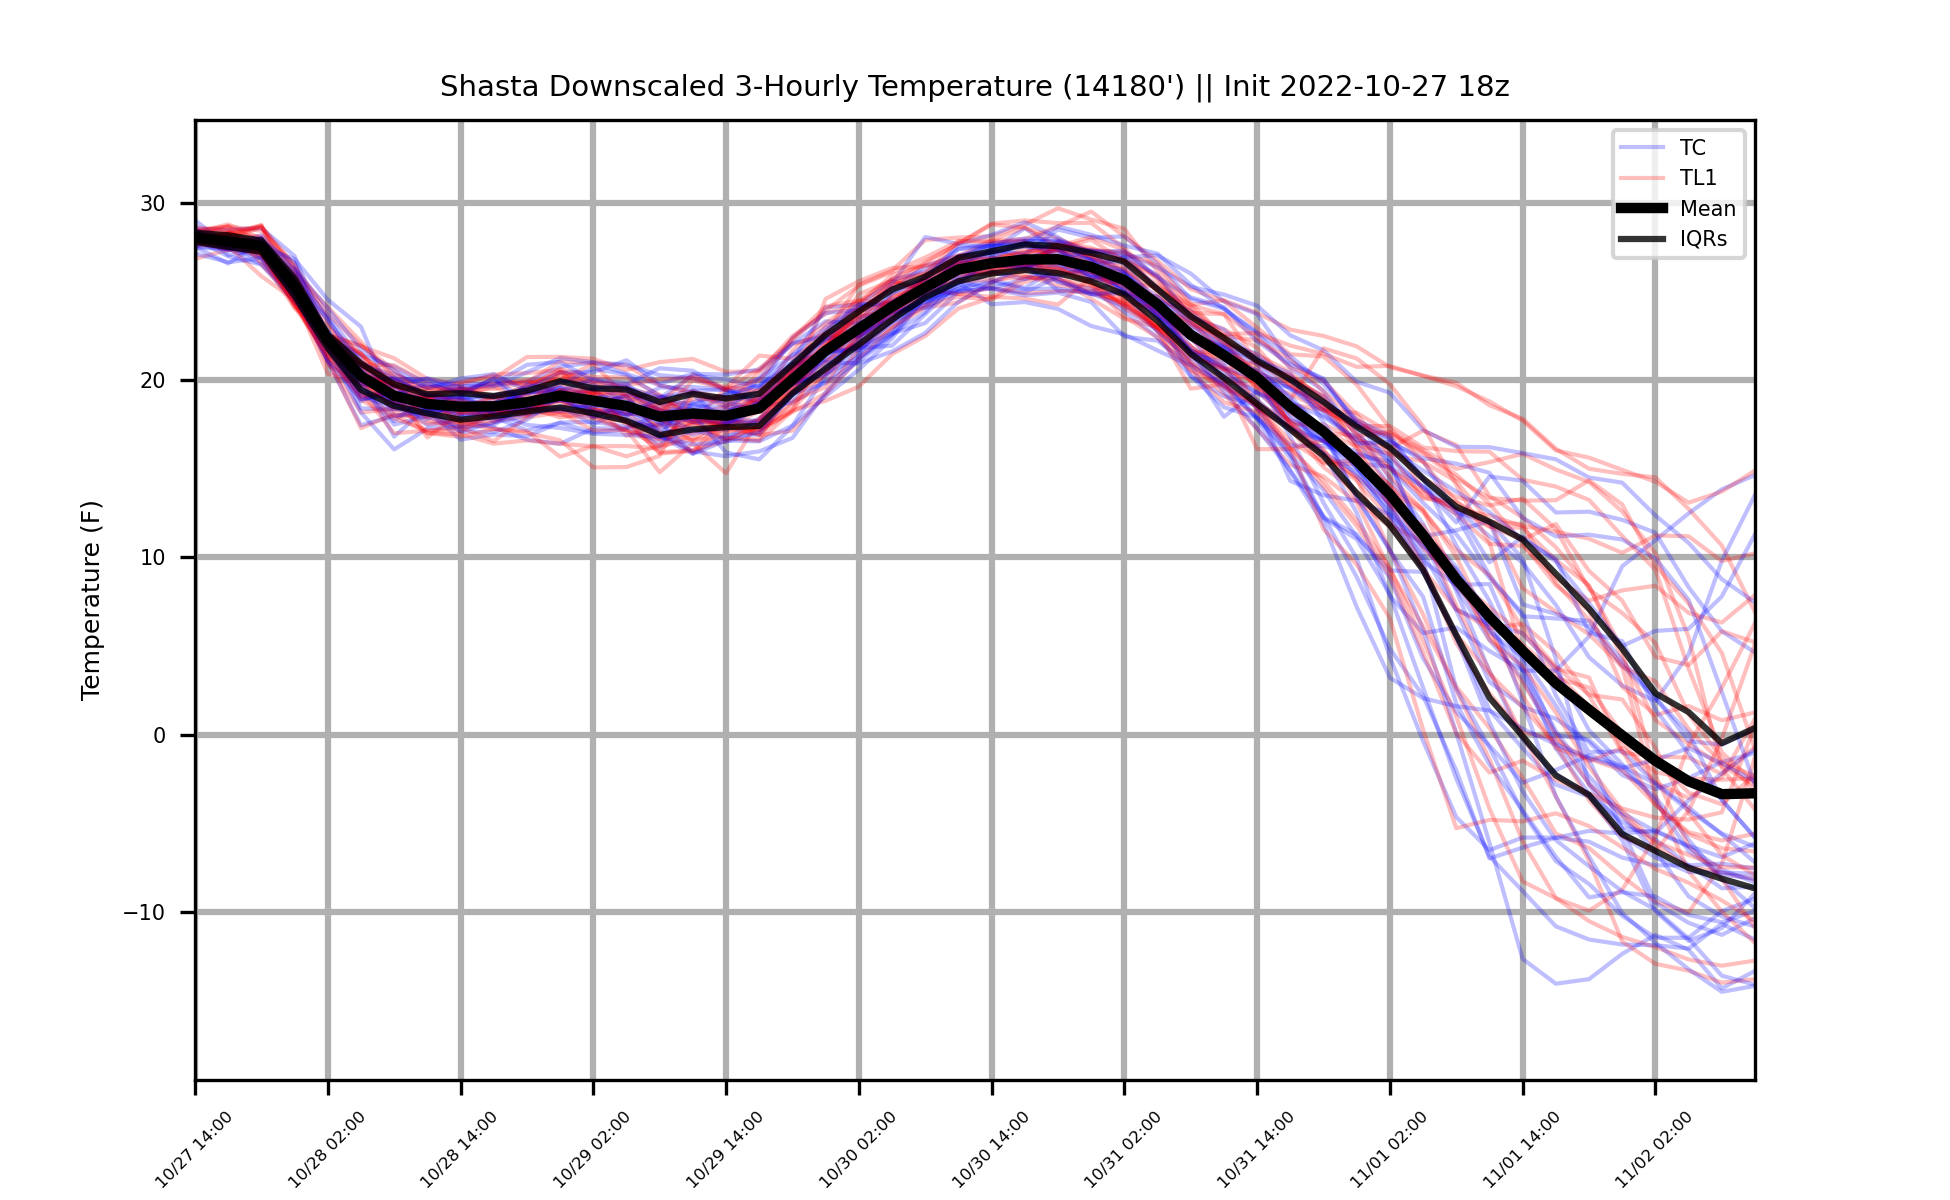 Shasta Downscaled 3-Hourly Temperature (14180') || Init 2022-10-27 18z
TC
TL1
Mean
IQRs
Temperature (F)
30
20
10
0
−10
10/27 14:00
10/28 02:00
10/28 14:00
10/29 02:00
10/29 14:00
10/30 02:00
10/30 14:00
10/31 02:00
10/31 14:00
11/01 02:00
11/01 14:00
11/02 02:00